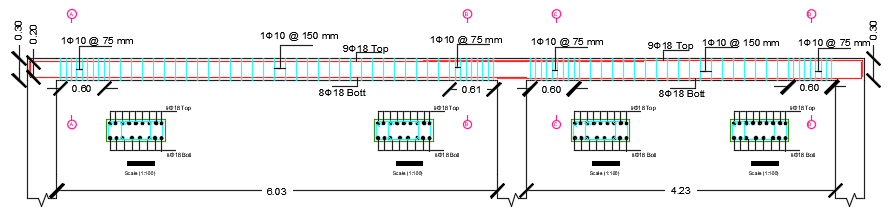 A
B
C
D
0.30
0.20
1Φ10 @ 75 mm
1Φ10 @ 150 mm
9Φ18 Top
1Φ10 @ 75 mm
1Φ10 @ 75 mm
9Φ18 Top
1Φ10 @ 150 mm
1Φ10 @ 75 mm
0.30
0.60
8Φ18 Bott
0.61
0.60
8Φ18 Bott
0.60
A
B
C
Scale (1:100)
Scale (1:100)
Scale (1:100)
Scale (1:100)
6.03
4.23